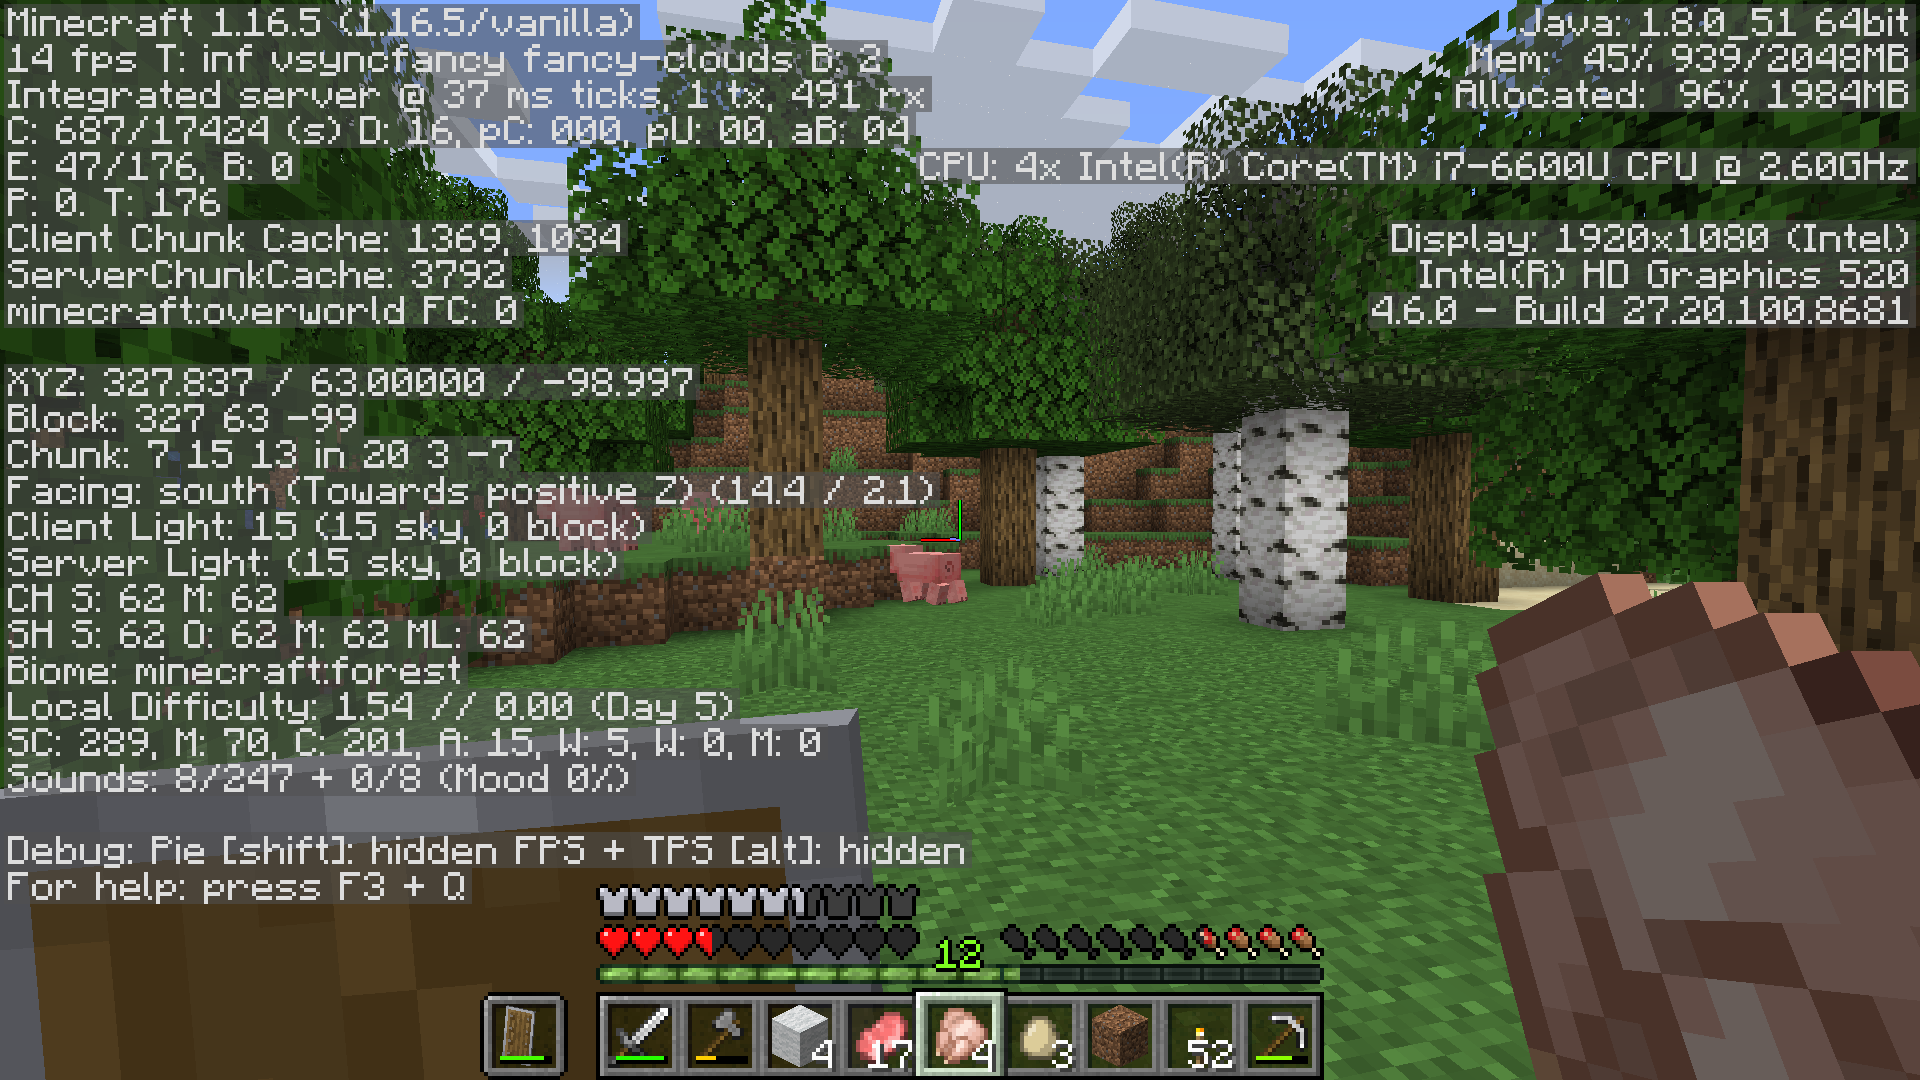 Minecraft 1.16.5 (1.16.5/vanilla)
14 fps T: inf vsyncfancy fancy-clouds B: 2
Integrated server @ 37 ms ticks, 1 tx, 491 rx
C: 687/17424 (s) D: 16, pC: 000, pU: 00, aB: 04
E: 47/176, B: 0
P: 0. T: 176
Client Chunk Cache: 1369, 1034
ServerChunkCache: 3792
minecraft:overworld FC: 0
XYZ: 327.837 / 63.00000 / -98.997
Block: 327 63 -99
Chunk: 7 15 13 in 20 3 -7
Facing: south (Towards positive Z) (14.4 / 2.1)
Client Light: 15 (15 sky, 0 block)
Server Light: (15 sky, 0 block)
CH S: 62 M: 62
SH S: 62 O: 62 M: 62 ML: 62
Biome: minecraft:forest
Local Difficulty: 1.54 // 0.00 (Day 5)
SC: 289, M: 70, C: 201, A: 15, W: 5, W: 0, M: 0
Sounds: 8/247 + 0/8 (Mood 0%)
Debug: Pie [shift]: hidden FPS + TPS [alt]: hidden
For help: press F3 + Q
Java: 1.8.0_51 64bit
Mem: 45% 939/2048MB
Allocated: 96% 1984MB
CPU: 4x Intel(R) Core(TM) i7-6600U CPU @ 2.60GHz
Display: 1920x1080 (Intel)
Intel(R) HD Graphics 520
4.6.0 - Build 27.20.100.8681
12
4 17 4 3 52